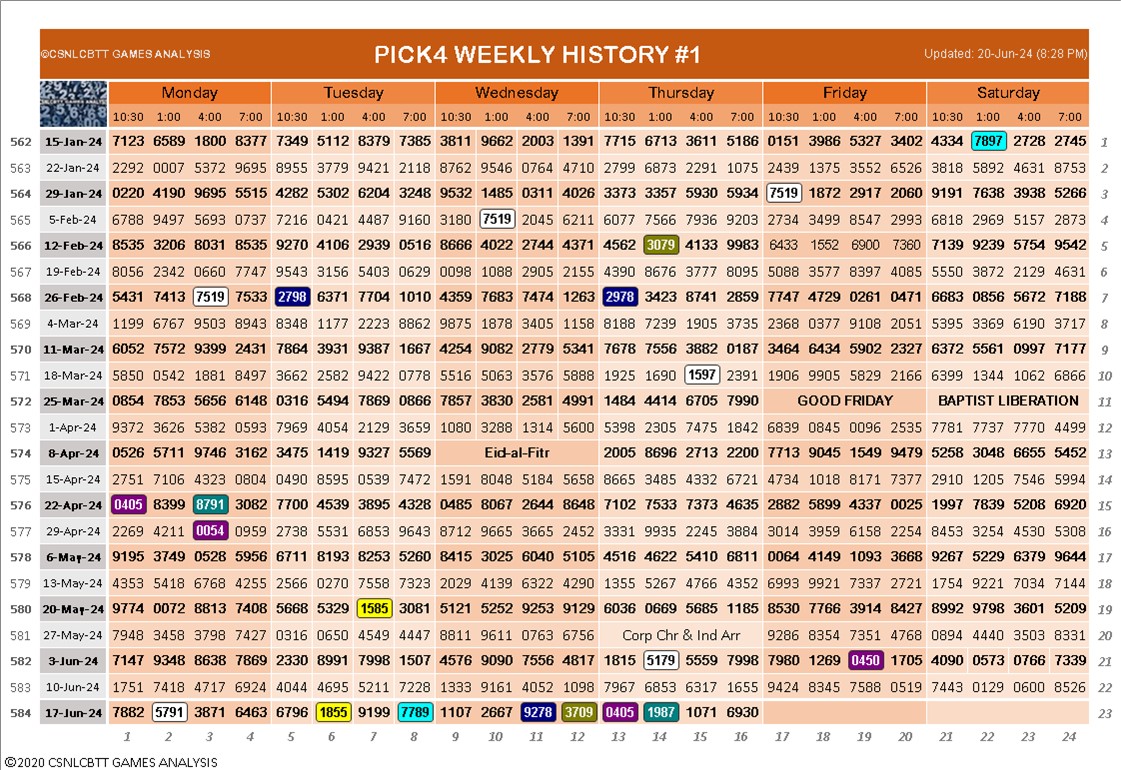 ©CSNLCBTT GAMES ANALYSIS PICK4 WEEKLY HISTORY #1 Updated: 20-Jun-24 (8:28 PM)
Monday Tuesday Wednesday Thursday Friday Saturday
10:30 1:00 4:00 7:00 10:30 1:00 4:00 7:00 10:30 1:00 4:00 7:00 10:30 1:00 4:00 7:00 10:30 1:00 4:00 7:00 10:30 1:00 4:00 7:00
562 15-Jan-24 7123 6589 1800 8377 7349 5112 8379 7385 3811 9662 2003 1391 7715 6713 3611 5186 0151 3986 5327 3402 4334 7897 2728 2745 1
563 22-Jan-24 2292 0007 5372 9695 8955 3779 9421 2118 8762 9546 0764 4710 2799 6873 2291 1075 2439 1375 3552 6526 3818 5892 4631 8753 2
564 29-Jan-24 0220 4190 9695 5515 4282 5302 6204 3248 9532 1485 0311 4026 3373 3357 5930 5934 7519 1872 2917 2060 9191 7638 3938 5266 3
565 5-Feb-24 6788 9497 5693 0737 7216 0421 4487 9160 3180 7519 2045 6211 6077 7566 7936 9203 2734 3499 8547 2993 6818 2969 5157 2873 4
566 12-Feb-24 8535 3206 8031 8535 9270 4106 2939 0516 8666 4022 2744 4371 4562 3079 4133 9983 6433 1552 6900 7360 7139 9239 5754 9542 5
567 19-Feb-24 8056 2342 0660 7747 9543 3156 5403 0629 0098 1088 2905 2155 4390 8676 3777 8095 5088 3577 8397 4085 5550 3872 2129 4631 6
568 26-Feb-24 5431 7413 7519 7533 2798 6371 7704 1010 4359 7683 7474 1263 2978 3423 8741 2859 7747 4729 0261 0471 6683 0856 5672 7188 7
569 4-Mar-24 1199 6767 9503 8943 8348 1177 2223 8862 9875 1878 3405 1158 8188 7239 1905 3735 2368 0377 9108 2051 5395 3369 6190 3717 8
570 11-Mar-24 6052 7572 9399 2431 7864 3931 9387 1667 4254 9082 2779 5341 7678 7556 3882 0187 3464 6434 5902 2327 6372 5561 0997 7177 9
571 18-Mar-24 5850 0542 1881 8497 3662 2582 9422 0778 5516 5063 3576 5888 1925 1690 1597 2391 1906 9905 5829 2166 6399 1344 1062 6866 10
572 25-Mar-24 0854 7853 5656 6148 0316 5494 7869 0866 7857 3830 2581 4991 1484 4414 6705 7990 GOOD FRIDAY BAPTIST LIBERATION 11
573 1-Apr-24 9372 3626 5382 0593 7969 4054 2129 3659 1080 3288 1314 5600 5398 2305 7475 1842 6839 0845 0096 2535 7781 7737 7770 4499 12
574 8-Apr-24 0526 5711 9746 3162 3475 1419 9327 5569 Eid-al-Fitr 2005 8696 2713 2200 7713 9045 1549 9479 5258 3048 6655 5452 13
575 15-Apr-24 2751 7106 4323 0804 0490 8595 0539 7472 1591 8048 5184 5658 8665 3485 4332 6721 4734 1018 8171 7377 2910 1205 7546 5994 14
576 22-Apr-24 0405 8399 8791 3082 7700 4539 3895 4328 0485 8067 2644 8648 7102 7533 7373 4635 2882 5899 4337 0025 1997 7839 5208 6920 15
577 29-Apr-24 2269 4211 0054 0959 2738 5531 6853 9643 8712 9665 3665 2452 3331 9935 2245 3884 3014 3959 6158 2254 8453 3254 4530 5308 16
578 6-May-24 9195 3749 0528 5956 6711 8193 8253 5260 8415 3025 6040 5105 4516 4622 5410 6811 0064 4149 1093 3668 9267 5229 6379 9644 17
579 13-May-24 4353 5418 6768 4255 2566 0270 7558 7323 2029 4139 6322 4290 1355 5267 4766 4352 6993 9921 7337 2721 1754 9221 7034 7144 18
580 20-May-24 9774 0072 8813 7408 5668 5329 1585 3081 5121 5252 9253 9129 6036 0669 5685 1185 8530 7766 3914 8427 8992 9798 3601 5209 19
581 27-May-24 7948 3458 3798 7427 0316 0650 4549 4447 8811 9611 0763 6756 Corp Chr & Ind Arr 9286 8354 7351 4768 0894 4440 3503 8331 20
582 3-Jun-24 7147 9348 8638 7869 2330 8991 7998 1507 4576 9090 7556 4817 1815 5179 5559 7998 7980 1269 0450 1705 4090 0573 0766 7339 21
583 10-Jun-24 1751 7418 4717 6924 4044 4695 5211 7228 1333 9161 4052 1098 7967 6853 6317 1655 9424 8345 7588 0519 7443 0129 0600 8526 22
584 17-Jun-24 7882 5791 3871 6463 6796 1855 9199 7789 1107 2667 9278 3709 0405 1987 1071 6930 23
1 2 3 4 5 6 7 8 9 10 11 12 13 14 15 16 17 18 19 20 21 22 23 24
©2020 CSNLCBTT GAMES ANALYSIS